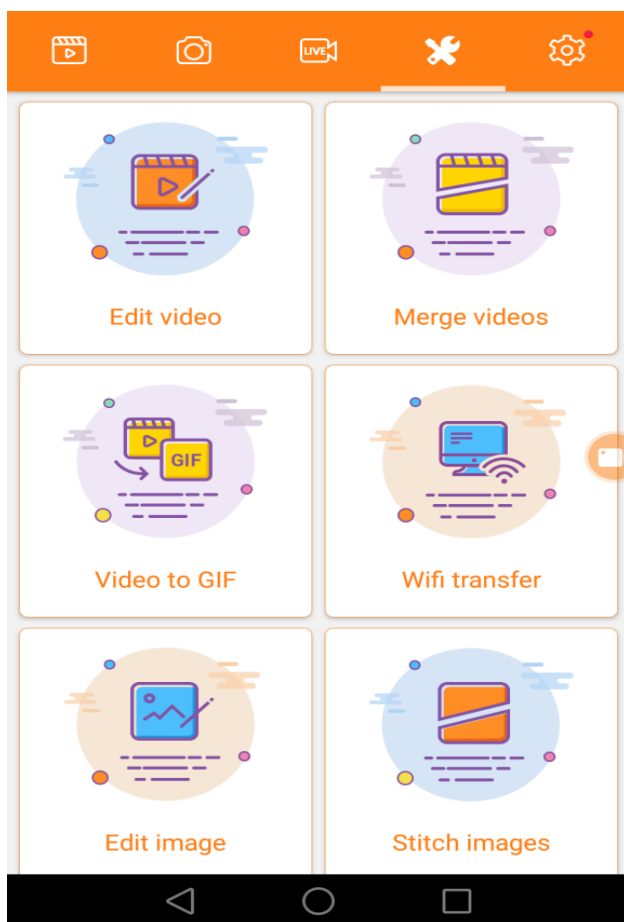 LIVE
Edit video
Merge videos
GIF
Video to GIF
Wifi transfer
Edit image
Stitch images